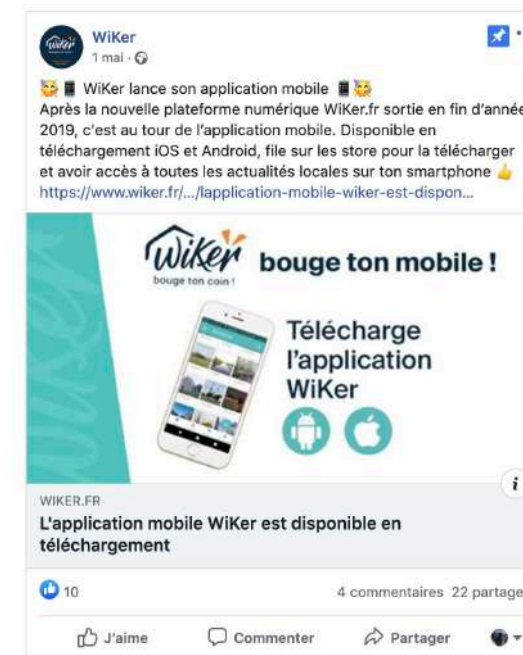 WiKer
1 mai ·
🥳📱 WiKer lance son application mobile 📱🥳
Après la nouvelle plateforme numérique WiKer.fr sortie en fin d'année
2019, c'est au tour de l'application mobile. Disponible en
téléchargement iOS et Android, file sur les store pour la télécharger
et avoir accès à toutes les actualités locales sur ton smartphone 👍
https://www.wiker.fr/.../lapplication-mobile-wiker-est-dispon...
WiKer
bouge ton coin !
bouge ton mobile !
Télécharge
l'application
WiKer
WIKER.FR
L'application mobile WiKer est disponible en
téléchargement
10
4 commentaires 22 partage
J'aime Commenter Partager